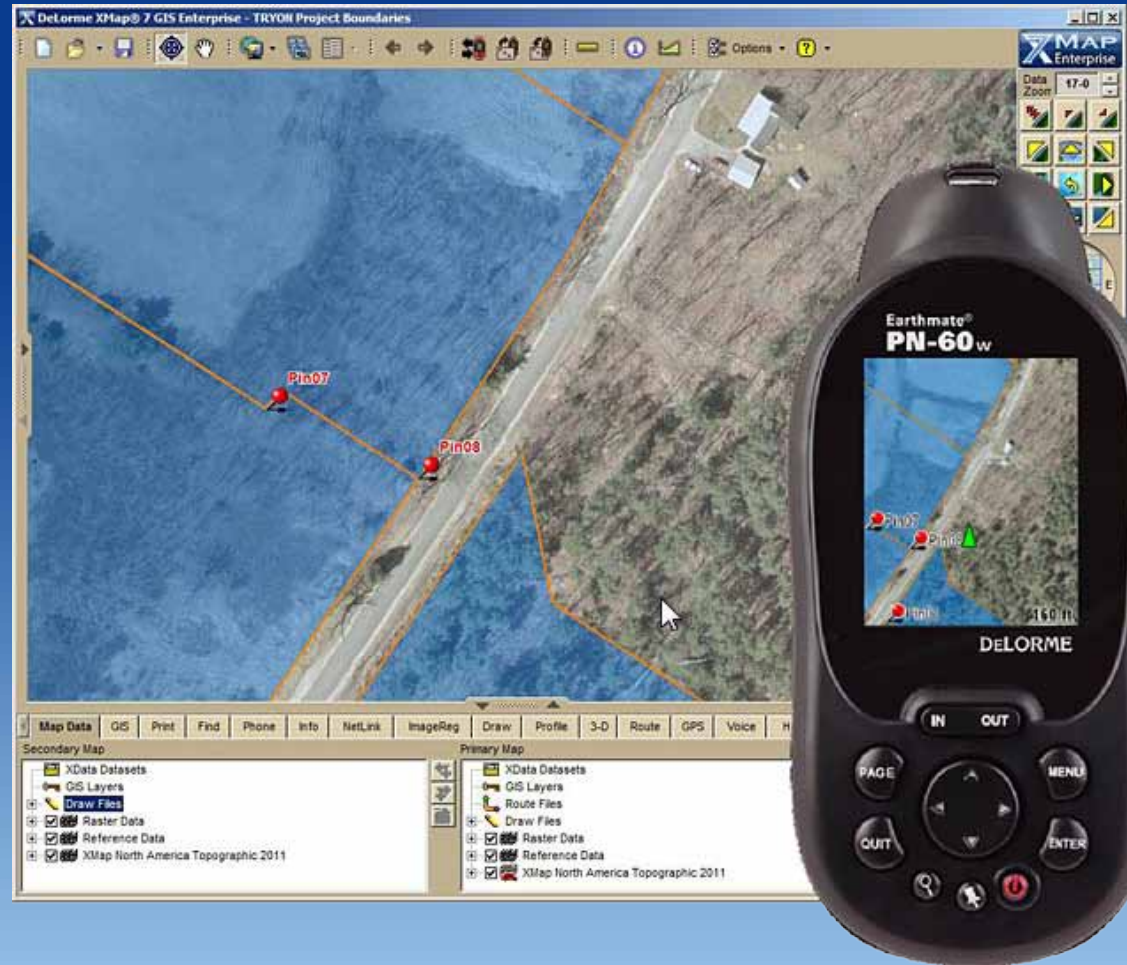 DeLorme XMap® 7 GIS Enterprise - TRYON Project Boundaries
Options
XMAP
Enterprise
Data
Zoom
17-0
E
Pin07
Pin08
Earthmate®
PN-60w
Pin07
160 ft
DELORME
IN OUT
PAGE MENU
QUIT ENTER
Map Data GIS Print Find Phone Info NetLink ImageReg Draw Profile 3-D Route GPS Voice H
Secondary Map
XData Datasets
GIS Layers
Draw Files
Raster Data
Reference Data
XMap North America Topographic 2011
Primary Map
XData Datasets
GIS Layers
Route Files
Draw Files
Raster Data
Reference Data
XMap North America Topographic 2011